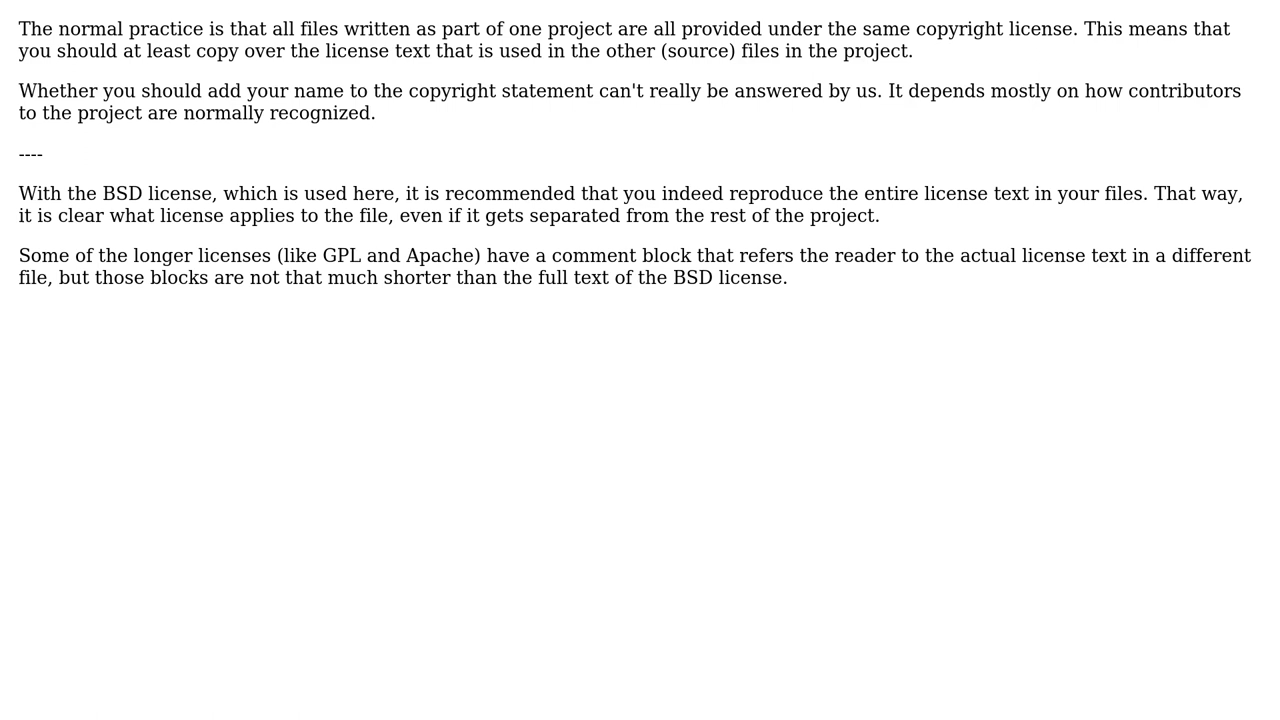 The normal practice is that all files written as part of one project are all provided under the same copyright license. This means that
you should at least copy over the license text that is used in the other (source) files in the project.
Whether you should add your name to the copyright statement can't really be answered by us. It depends mostly on how contributors
to the project are normally recognized.
----
With the BSD license, which is used here, it is recommended that you indeed reproduce the entire license text in your files. That way,
it is clear what license applies to the file, even if it gets separated from the rest of the project.
Some of the longer licenses (like GPL and Apache) have a comment block that refers the reader to the actual license text in a different
file, but those blocks are not that much shorter than the full text of the BSD license.